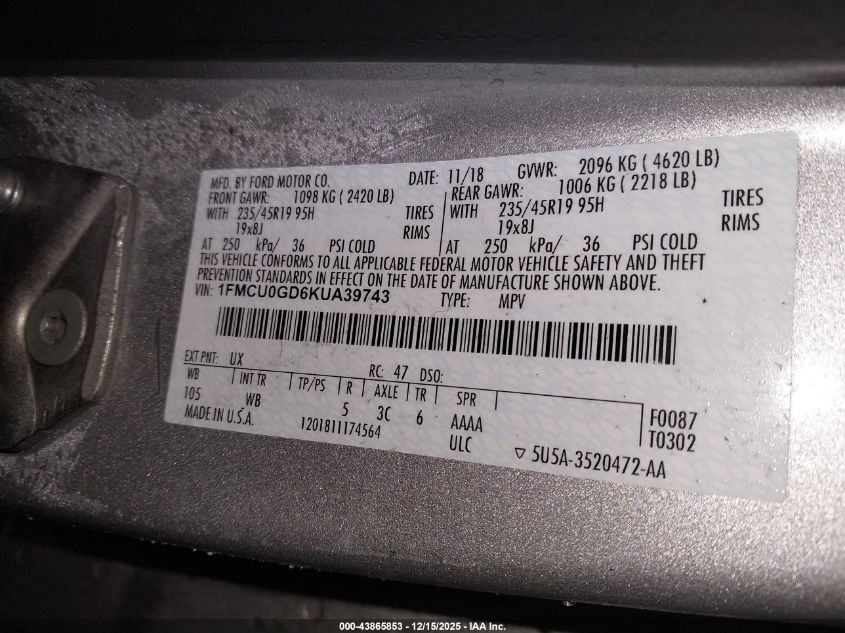 MFD. BY FORD MOTOR CO. DATE: 11/18 GVWR: 2096 KG ( 4620 LB)
FRONT GAWR: 1098 KG ( 2420 LB) REAR GAWR: 1006 KG ( 2218 LB)
WITH 235/45R19 95H TIRES WITH 235/45R19 95H TIRES
19x8J RIMS 19x8J RIMS
AT 250 kPa/ 36 PSI COLD AT 250 kPa/ 36 PSI COLD
THIS VEHICLE CONFORMS TO ALL APPLICABLE FEDERAL MOTOR VEHICLE SAFETY AND THEFT
PREVENTION STANDARDS IN EFFECT ON THE DATE OF MANUFACTURE SHOWN ABOVE.
VIN: 1FMCU0GD6KUA39743 TYPE: MPV
EXT PNT: UX RC: 47 DSO:
WB INT TR TP/PS R AXLE TR SPR
105 WB 5 3C 6 AAAA F0087
MADE IN U.S.A. 1201811174564 ULC T0302
▽ 5U5A-3520472-AA
000-43865853 - 12/15/2025 - IAA Inc.